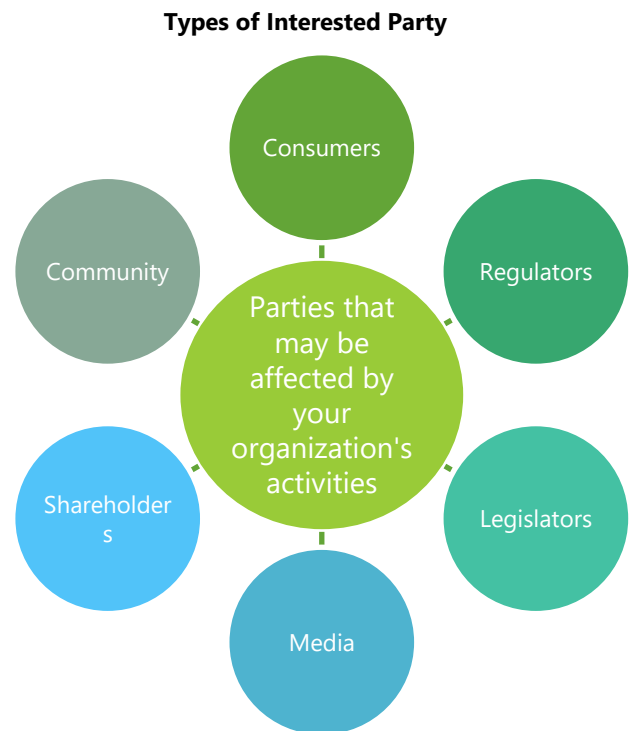 Types of Interested Party
Consumers
Regulators
Legislators
Media
Shareholder
s
Community
Parties that
may be
affected by
your
organization's
activities